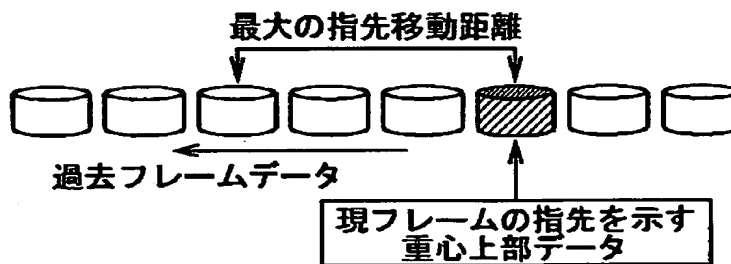 最大の指先移動距離
過去フレームデータ
現フレームの指先を示す
重心上部データ